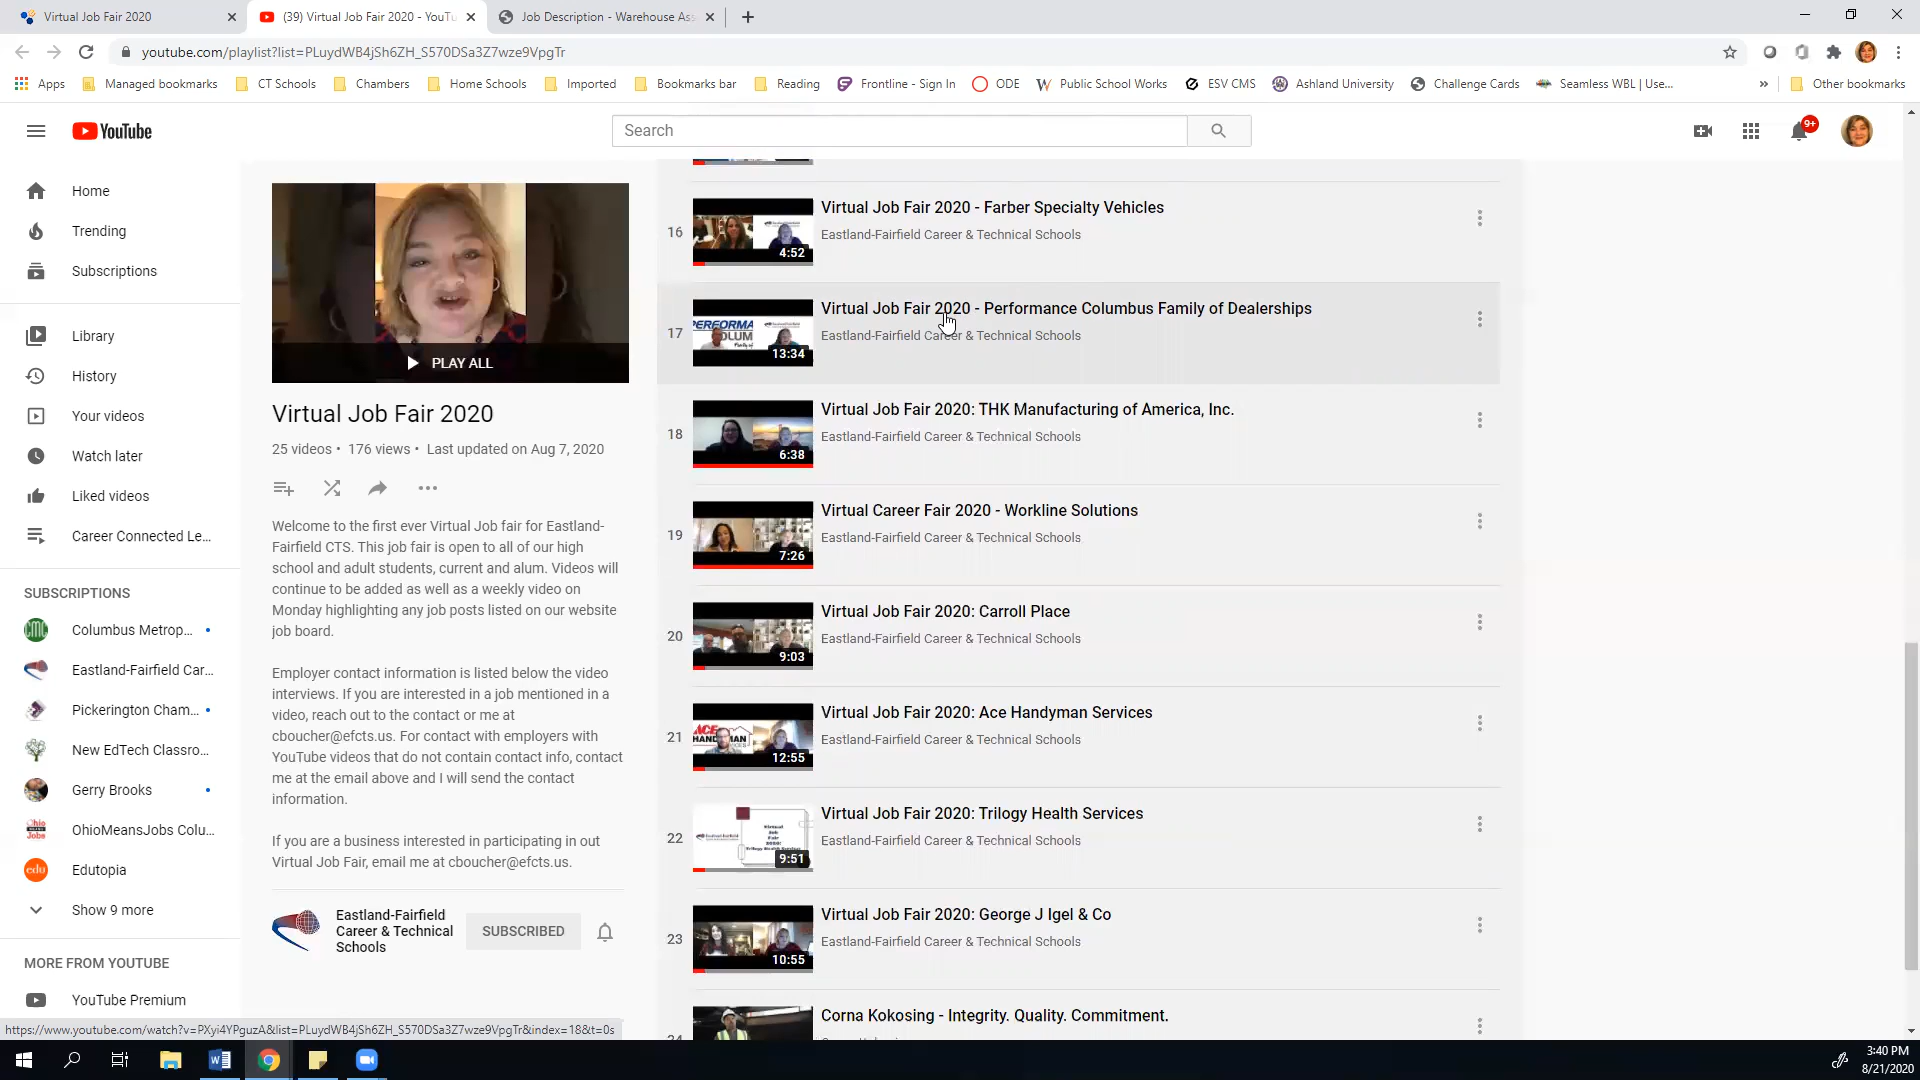 Virtual Job Fair 2020
(39) Virtual Job Fair 2020 - YouTu
Job Description - Warehouse Ass
youtube.com/playlist?list=PLuydWB4jSh6ZH_S570DSa3Z7wze9VpgTr
Apps
Managed bookmarks
CT Schools
Chambers
Home Schools
Imported
Bookmarks bar
Reading
Frontline - Sign In
ODE
Public School Works
ESV CMS
Ashland University
Challenge Cards
Seamless WBL | Use...
»
Other bookmarks
YouTube
Search
9+
Home
Trending
Subscriptions
Library
History
Your videos
Watch later
Liked videos
Career Connected Le...
SUBSCRIPTIONS
Columbus Metrop...
Eastland-Fairfield Car...
Pickerington Cham...
New EdTech Classro...
Gerry Brooks
OhioMeansJobs Colu...
edu
Edutopia
Show 9 more
MORE FROM YOUTUBE
YouTube Premium
PLAY ALL
Virtual Job Fair 2020
25 videos • 176 views • Last updated on Aug 7, 2020
Welcome to the first ever Virtual Job fair for Eastland-
Fairfield CTS. This job fair is open to all of our high
school and adult students, current and alum. Videos will
continue to be added as well as a weekly video on
Monday highlighting any job posts listed on our website
job board.
Employer contact information is listed below the video
interviews. If you are interested in a job mentioned in a
video, reach out to the contact or me at
cboucher@efcts.us. For contact with employers with
YouTube videos that do not contain contact info, contact
me at the email above and I will send the contact
information.
If you are a business interested in participating in out
Virtual Job Fair, email me at cboucher@efcts.us.
Eastland-Fairfield
Career & Technical
Schools
SUBSCRIBED
16
4:52
Virtual Job Fair 2020 - Farber Specialty Vehicles
Eastland-Fairfield Career & Technical Schools
17
13:34
Virtual Job Fair 2020 - Performance Columbus Family of Dealerships
Eastland-Fairfield Career & Technical Schools
18
6:38
Virtual Job Fair 2020: THK Manufacturing of America, Inc.
Eastland-Fairfield Career & Technical Schools
19
7:26
Virtual Career Fair 2020 - Workline Solutions
Eastland-Fairfield Career & Technical Schools
20
9:03
Virtual Job Fair 2020: Carroll Place
Eastland-Fairfield Career & Technical Schools
21
12:55
Virtual Job Fair 2020: Ace Handyman Services
Eastland-Fairfield Career & Technical Schools
22
9:51
Virtual Job Fair 2020: Trilogy Health Services
Eastland-Fairfield Career & Technical Schools
23
10:55
Virtual Job Fair 2020: George J Igel & Co
Eastland-Fairfield Career & Technical Schools
Corna Kokosing - Integrity. Quality. Commitment.
https://www.youtube.com/watch?v=PXyi4YPguzA&list=PLuydWB4jSh6ZH_S570DSa3Z7wze9VpgTr&index=18&t=0s
3:40 PM
8/21/2020